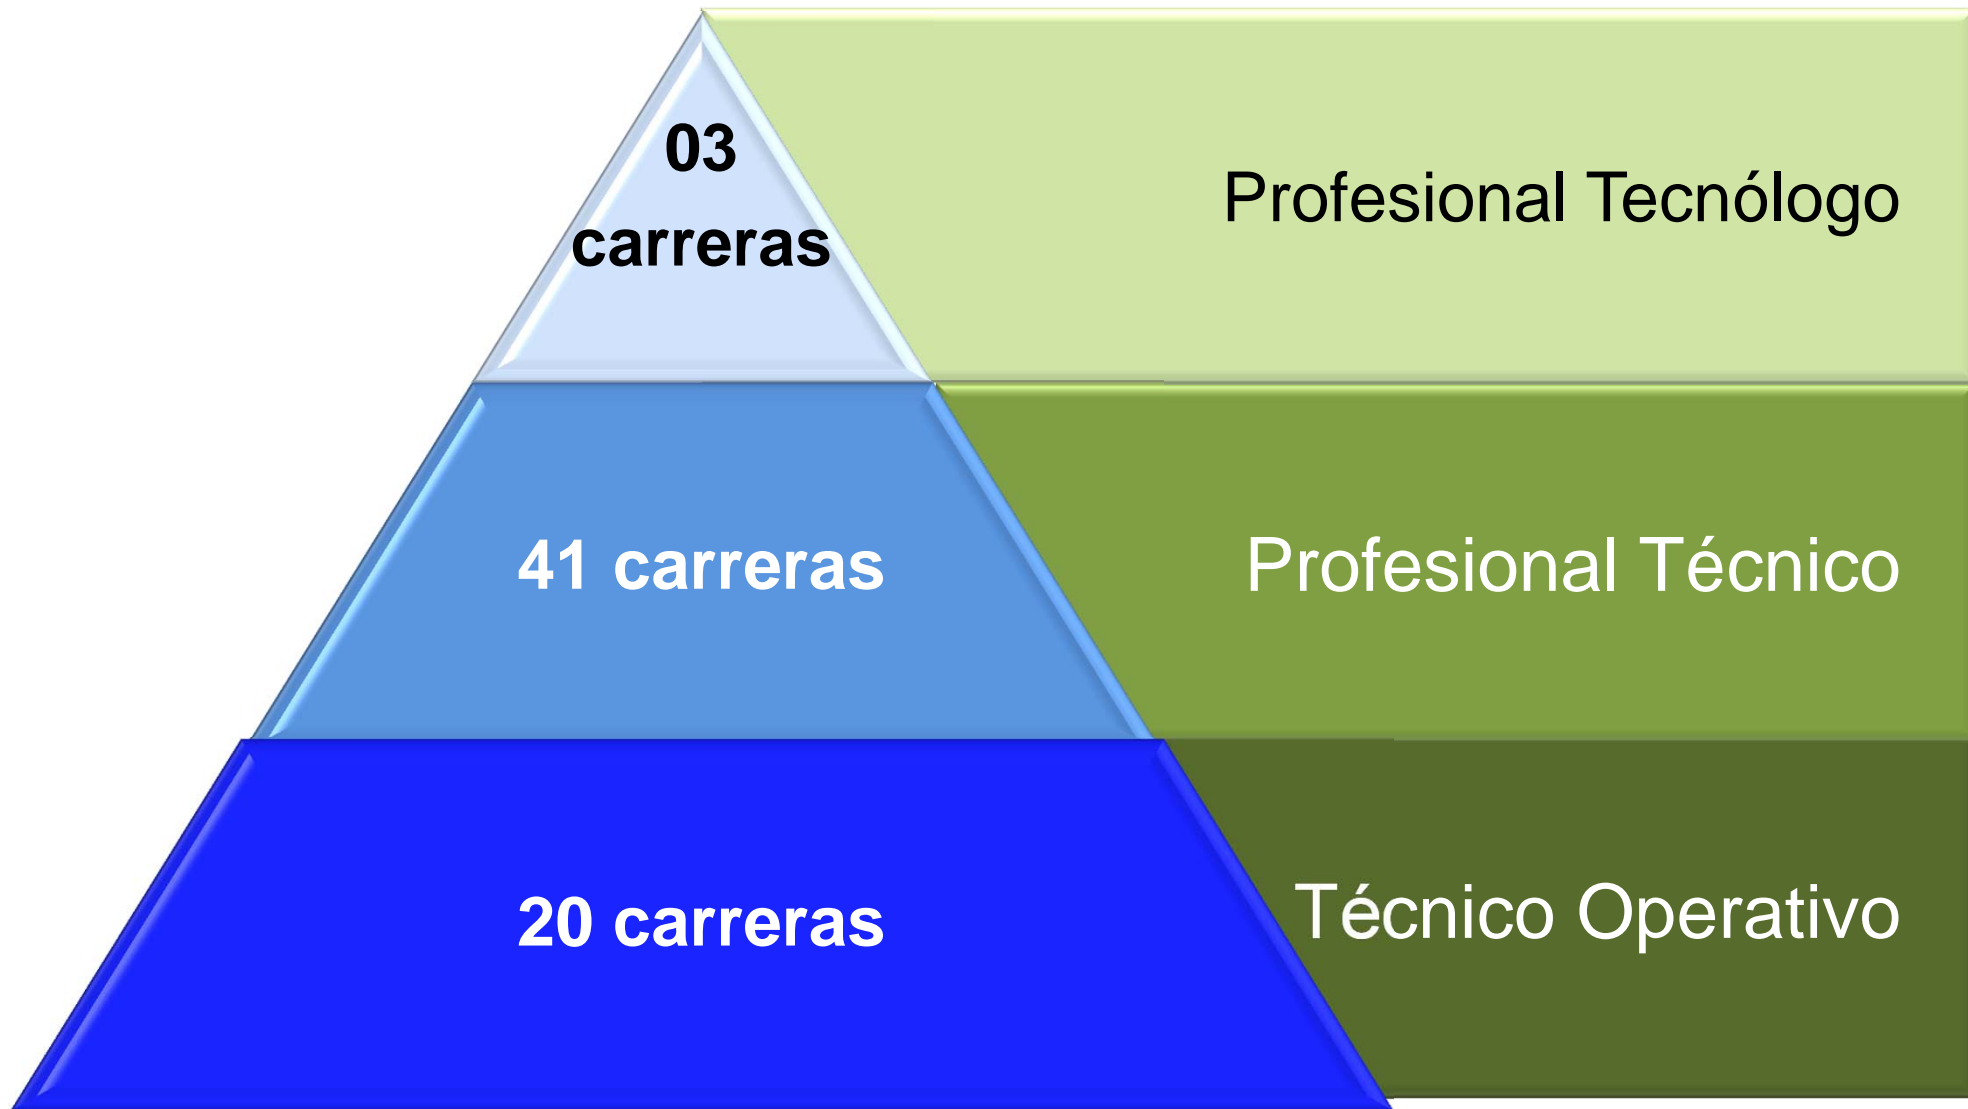 03
carreras
Profesional Tecnólogo
41 carreras
Profesional Técnico
20 carreras
Técnico Operativo